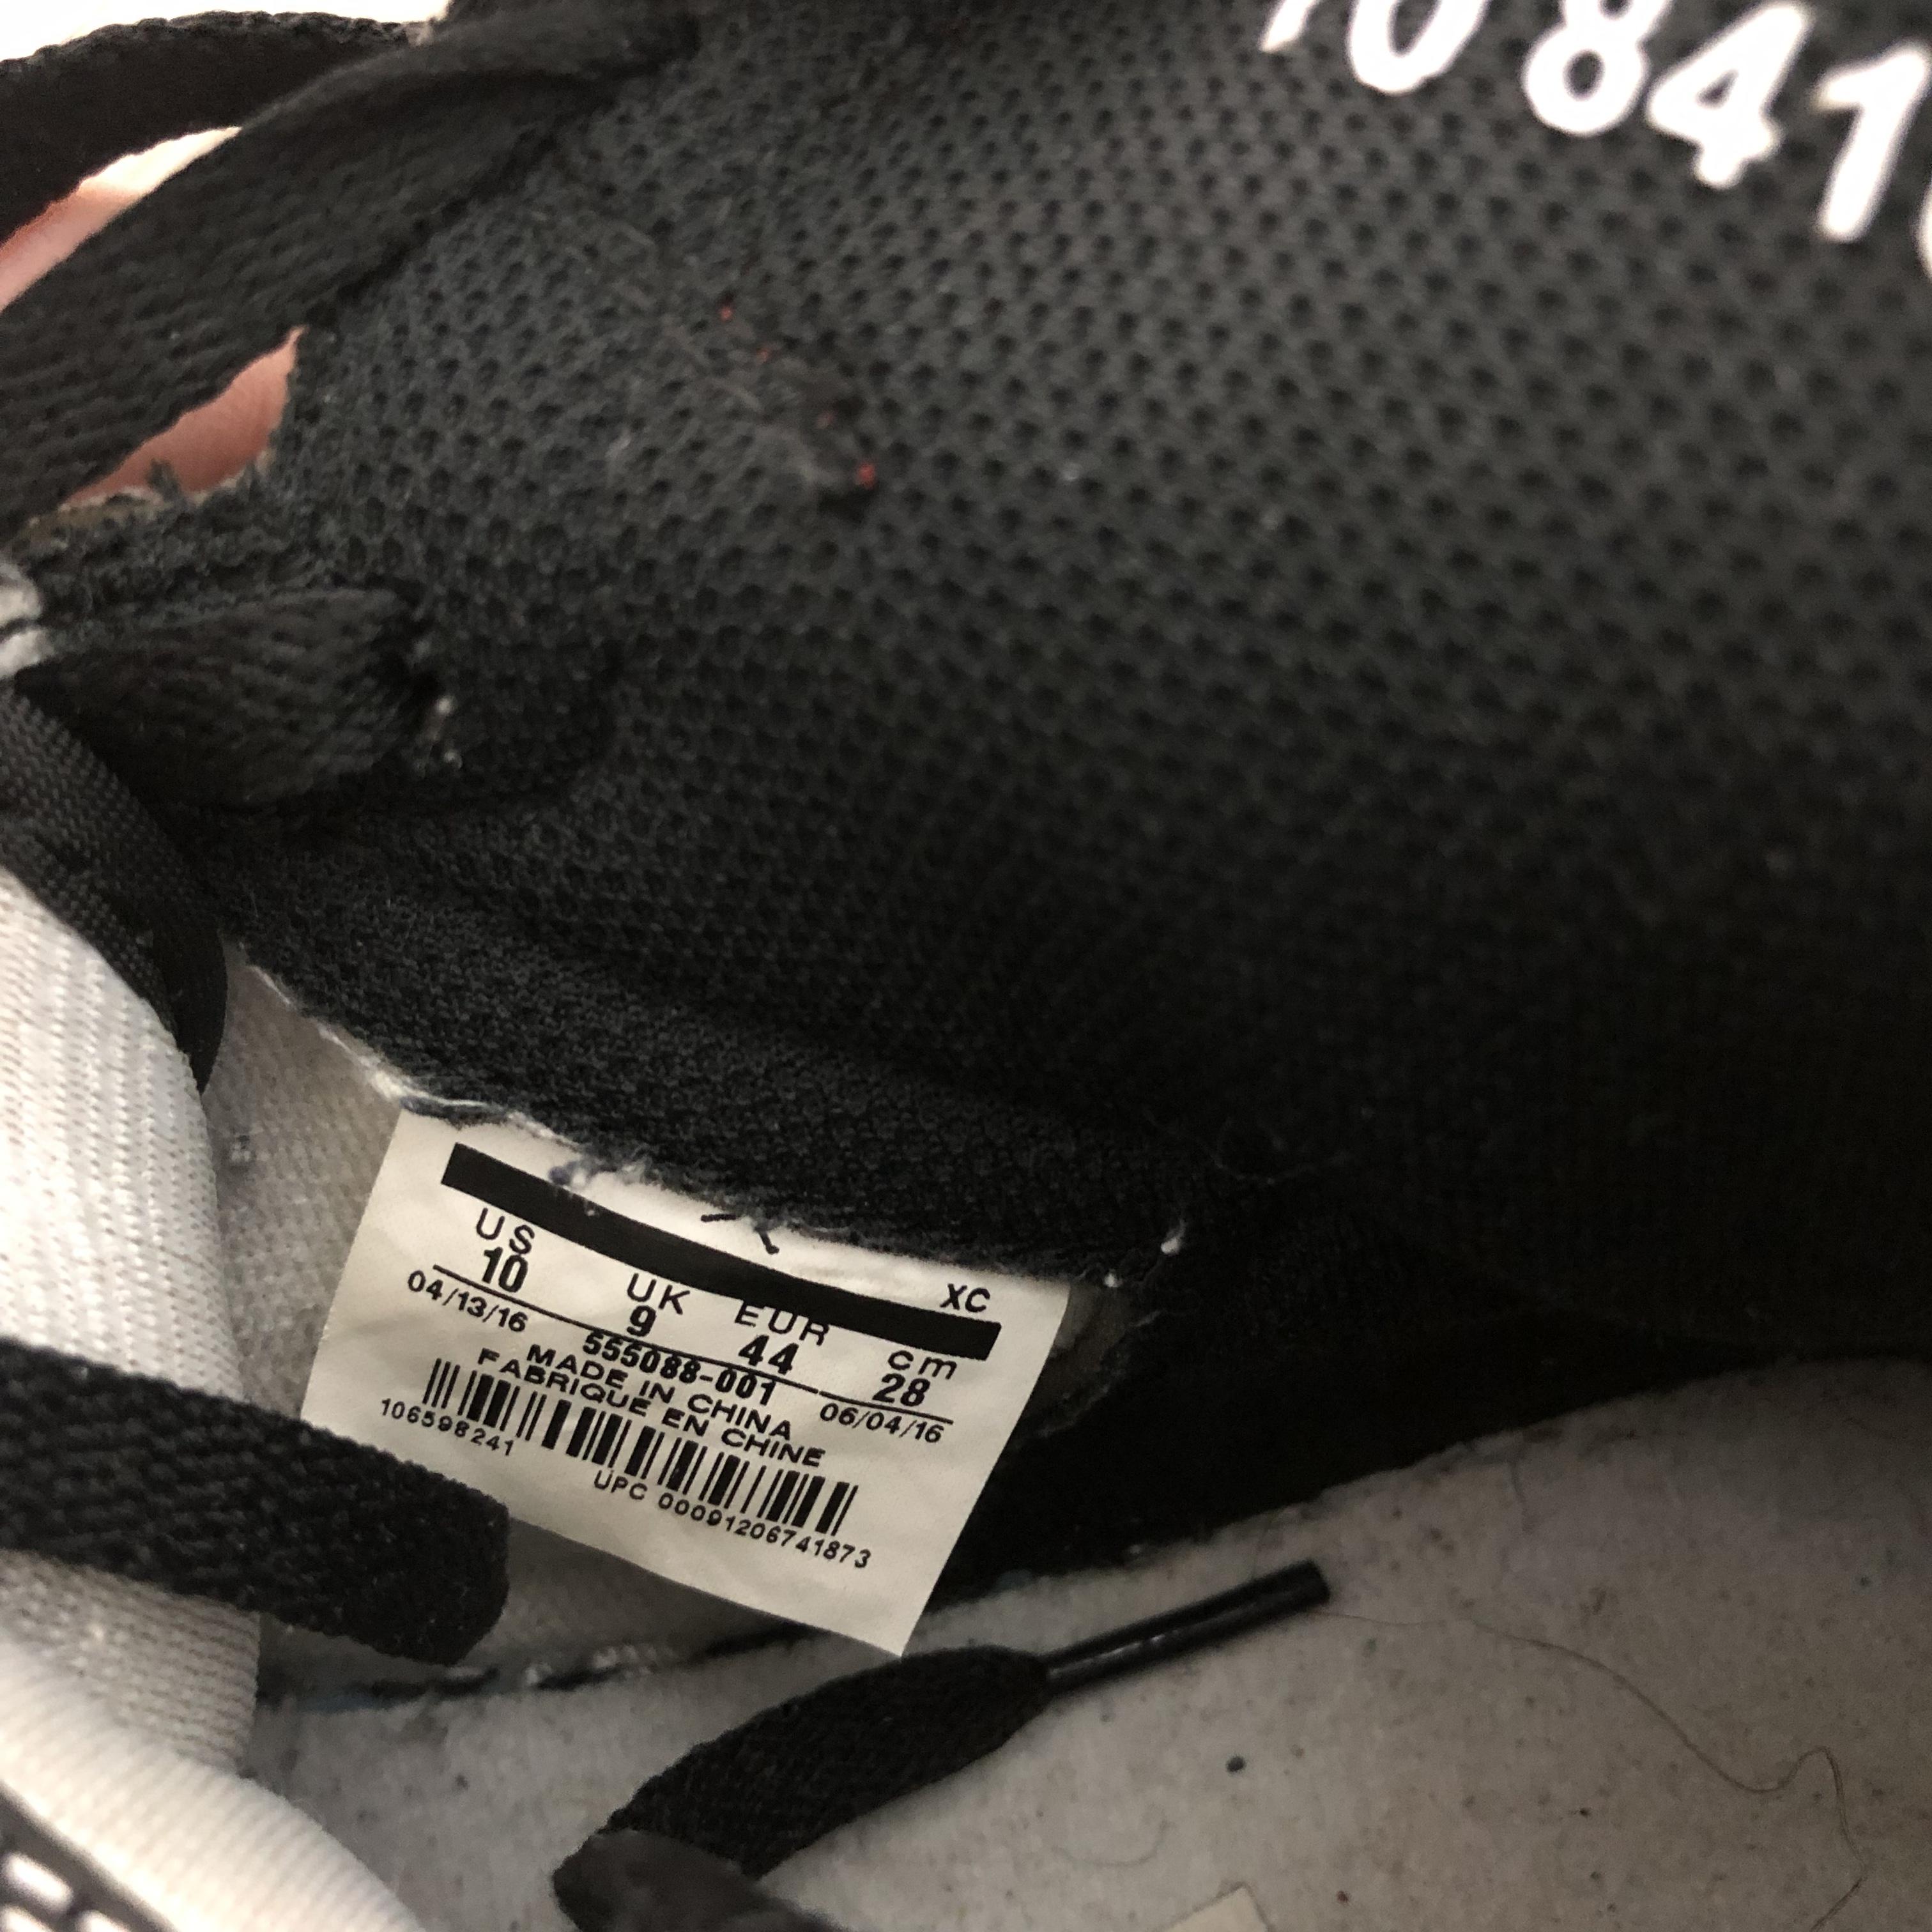 10 841
XC
US UK EUR cm
10 9 44 28
04/13/16 555088-001 06/04/16
MADE IN CHINA
FABRIQUE EN CHINE
106598241
UPC 00091206741873